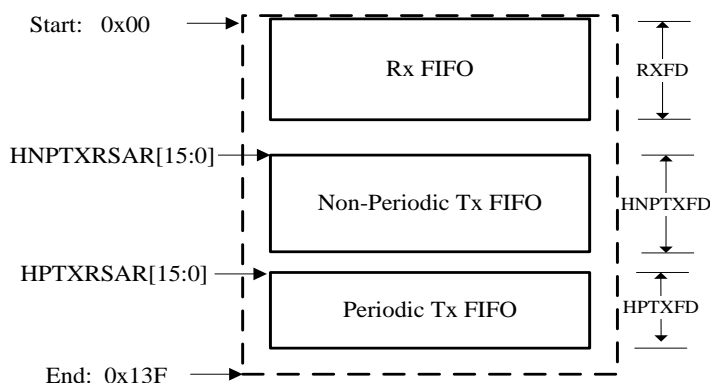 Start: 0x00
Rx FIFO
RXFD
HNPTXRSAR[15:0]
Non-Periodic Tx FIFO
HNPTXFD
HPTXRSAR[15:0]
Periodic Tx FIFO
HPTXFD
End: 0x13F